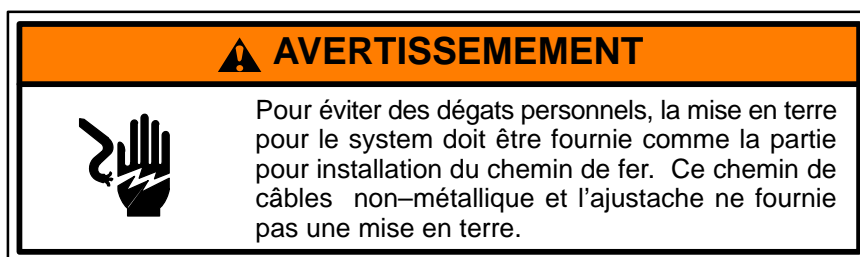 AVERTISSEMEMENT
Pour éviter des dégats personnels, la mise en terre
pour le system doit être fournie comme la partie
pour installation du chemin de fer. Ce chemin de
câbles non–métallique et l'ajustache ne fournie
pas une mise en terre.